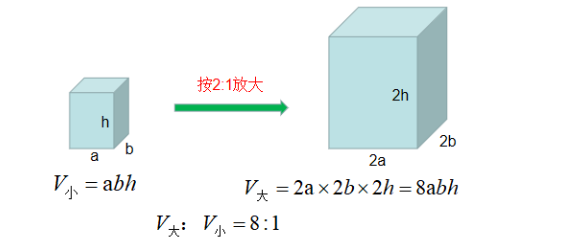 按2:1放大
h
a
b
2h
2a
2b
V小 = abh
V大 = 2a×2b×2h = 8abh
V大： V小 = 8:1